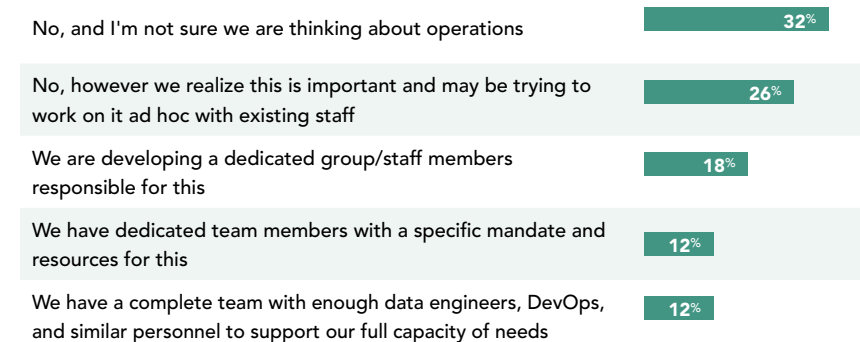 No, and I'm not sure we are thinking about operations
32%
No, however we realize this is important and may be trying to
work on it ad hoc with existing staff
26%
We are developing a dedicated group/staff members
responsible for this
18%
We have dedicated team members with a specific mandate and
resources for this
12%
We have a complete team with enough data engineers, DevOps,
and similar personnel to support our full capacity of needs
12%